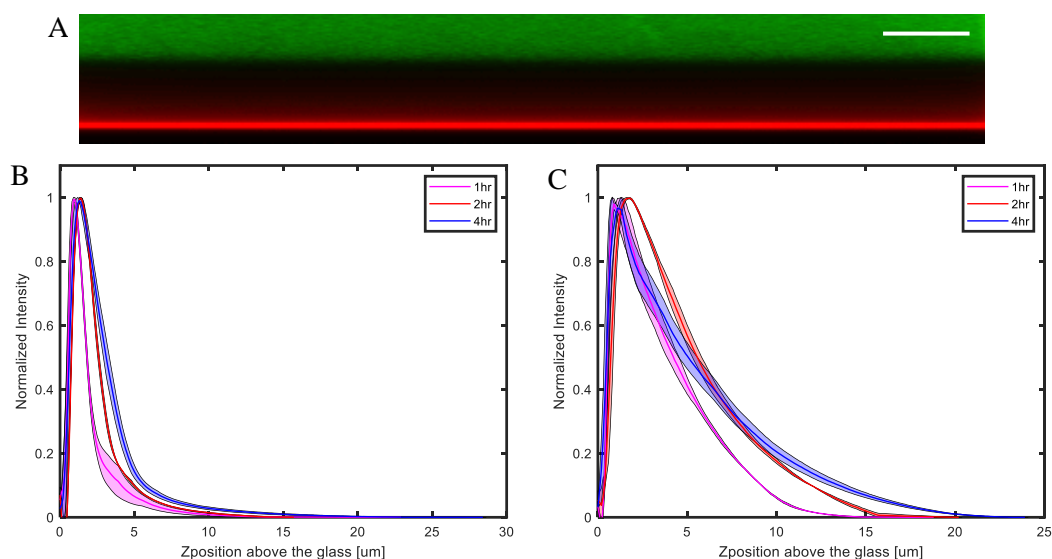 A
B
1hr
2hr
4hr
1
0.8
0.6
0.4
0.2
0
Normalized Intensity
0 5 10 15 20 25 30
Zposition above the glass [um]
C
1hr
2hr
4hr
1
0.8
0.6
0.4
0.2
0
Normalized Intensity
0 5 10 15 20 25
Zposition above the glass [um]